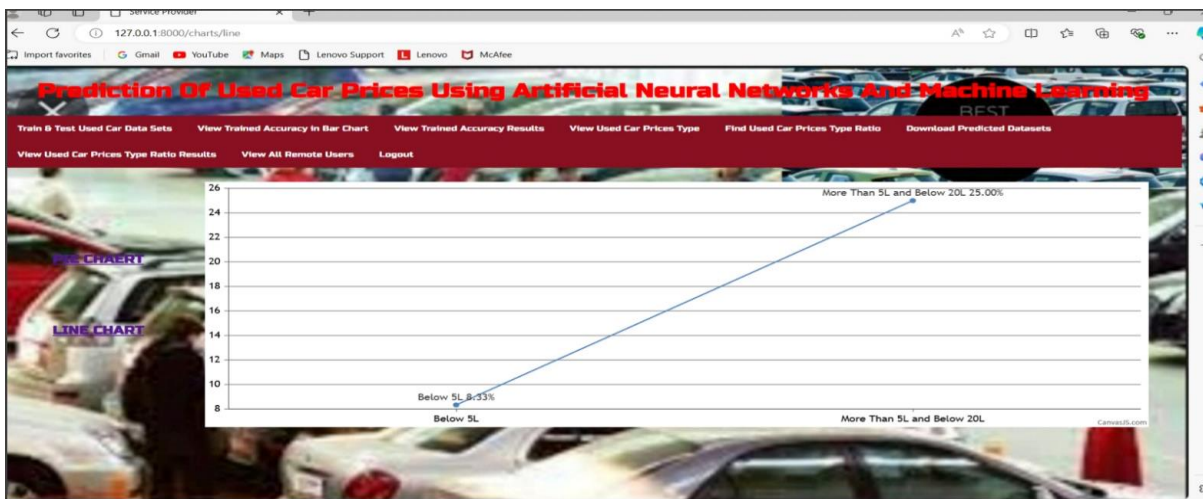 Service Provider
127.0.0.1:8000/charts/line
Import favorites Gmail YouTube Maps Lenovo Support L Lenovo McAfee
Prediction Of Used Car Prices Using Artificial Neural Networks And Machine Learning
BEST
Train & Test Used Car Data Sets View Trained Accuracy in Bar Chart View Trained Accuracy Results View Used Car Prices Type Find Used Car Prices Type Ratio Download Predicted Datasets
View Used Car Prices Type Ratio Results View All Remote Users Logout
26
More Than 5L and Below 20L 25.00%
24
22
PIE CHAERT
20
18
16
LINE CHART
14
12
10
Below 5L 8.33%
8
Below 5L More Than 5L and Below 20L
CanvasJS.com